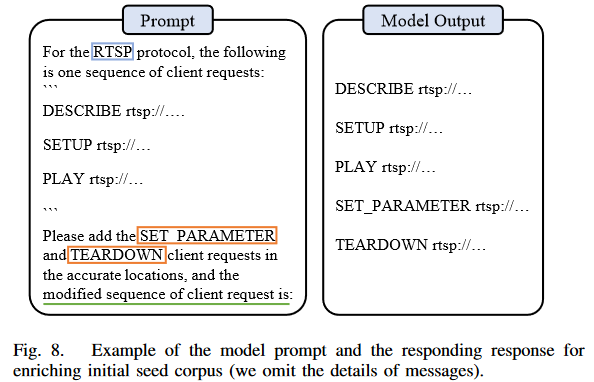 Prompt
For the RTSP protocol, the following
is one sequence of client requests:
```
DESCRIBE rtsp://....
SETUP rtsp://...
PLAY rtsp://...
```
Please add the SET_PARAMETER
and TEARDOWN client requests in
the accurate locations, and the
modified sequence of client request is:
Model Output
DESCRIBE rtsp://...
SETUP rtsp://...
PLAY rtsp://...
SET_PARAMETER rtsp://...
TEARDOWN rtsp://...
Fig. 8. Example of the model prompt and the responding response for
enriching initial seed corpus (we omit the details of messages).